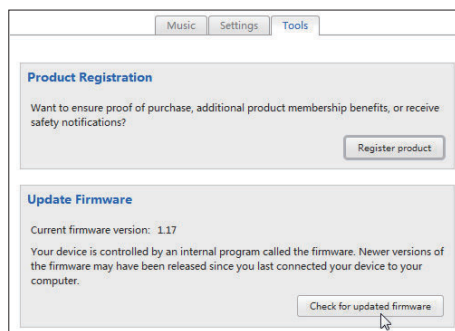 Music Settings Tools
Product Registration
Want to ensure proof of purchase, additional product membership benefits, or receive
safety notifications?
Register product
Update Firmware
Current firmware version: 1.17
Your device is controlled by an internal program called the firmware. Newer versions of
the firmware may have been released since you last connected your device to your
computer.
Check for updated firmware